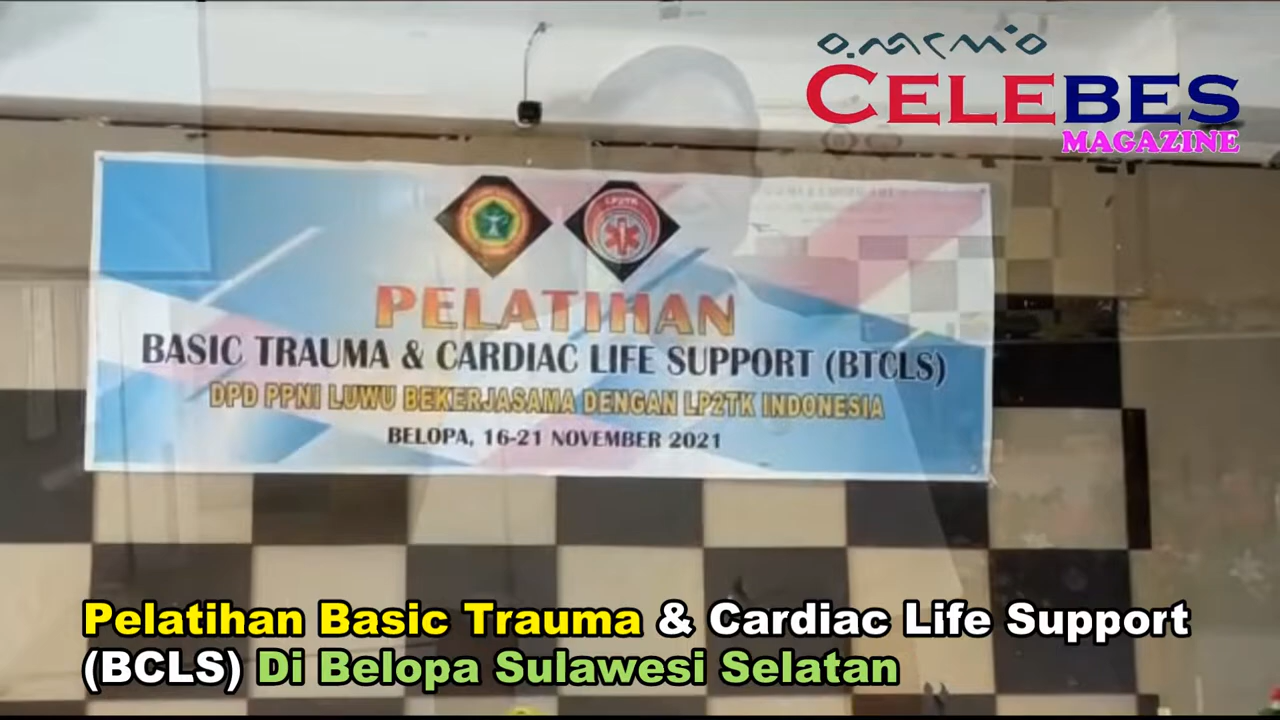 CELEBES
MAGAZINE
LP2TK
PELATIHAN
BASIC TRAUMA & CARDIAC LIFE SUPPORT (BTCLS)
DPD PPNI LUWU BEKERJASAMA DENGAN LP2TK INDONESIA
BELOPA, 16-21 NOVEMBER 2021
Pelatihan Basic Trauma & Cardiac Life Support
(BCLS) Di Belopa Sulawesi Selatan